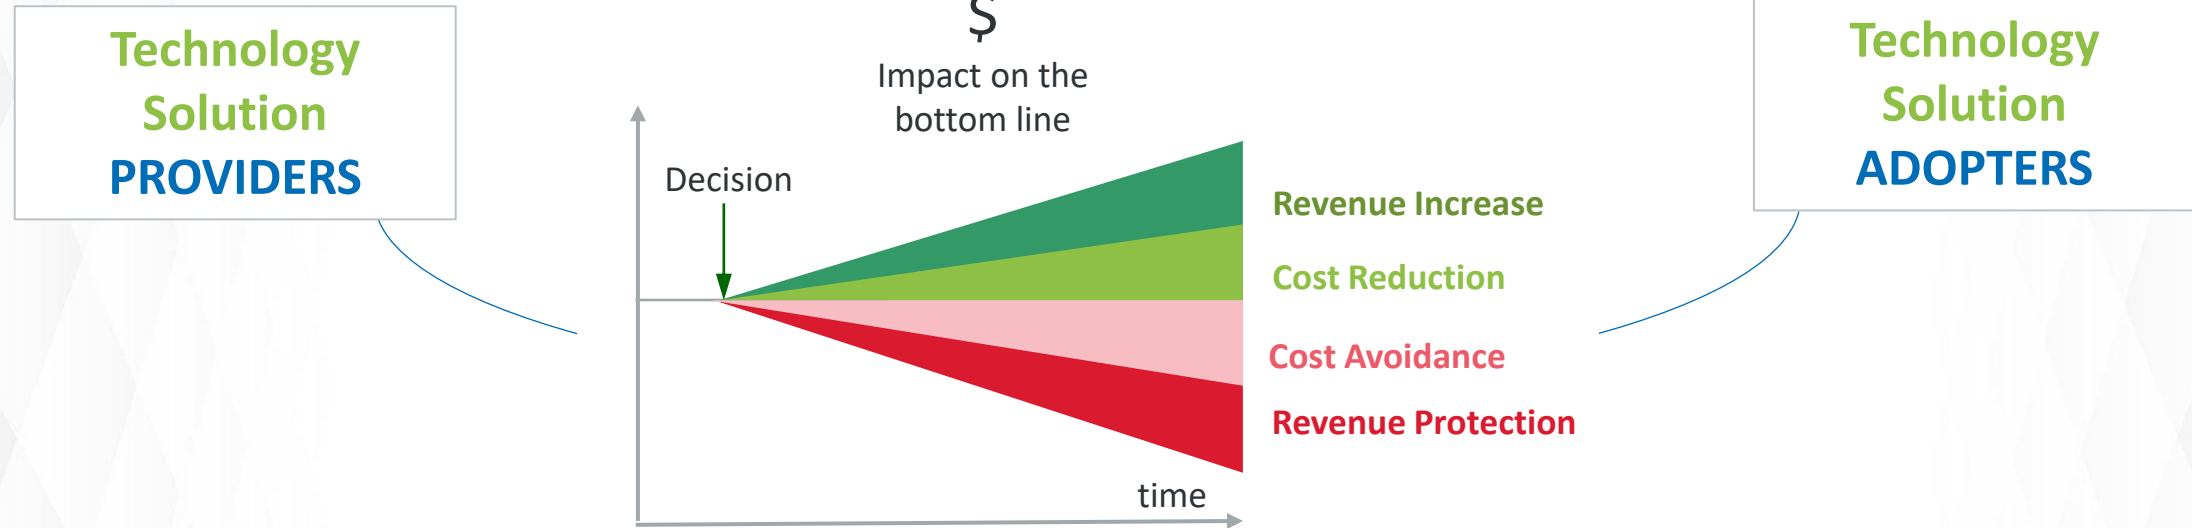 Technology
Solution
PROVIDERS
$
Impact on the
bottom line
Decision
Revenue Increase
Cost Reduction
Cost Avoidance
Revenue Protection
time
Technology
Solution
ADOPTERS